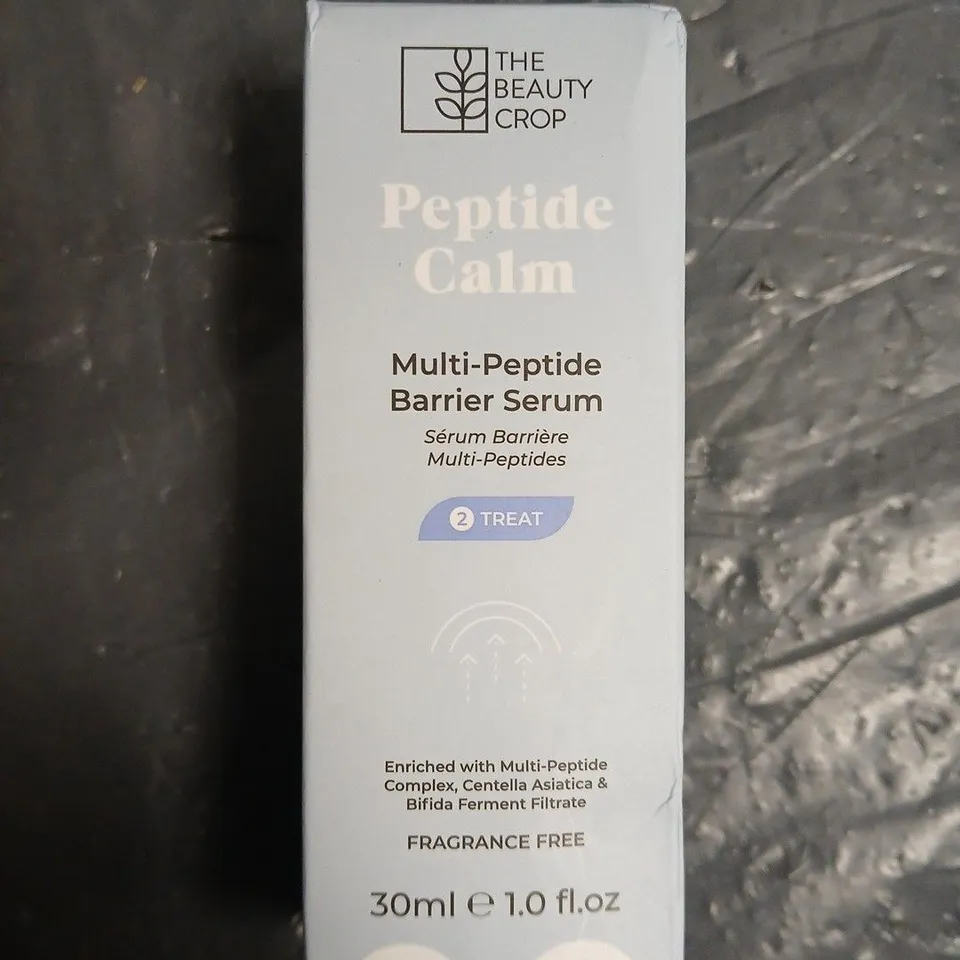 THE
BEAUTY
CROP
Peptide
Calm
Multi-Peptide
Barrier Serum
Sérum Barrière
Multi-Peptides
2 TREAT
Enriched with Multi-Peptide
Complex, Centella Asiatica &
Bifida Ferment Filtrate
FRAGRANCE FREE
30ml ℮ 1.0 fl.oz